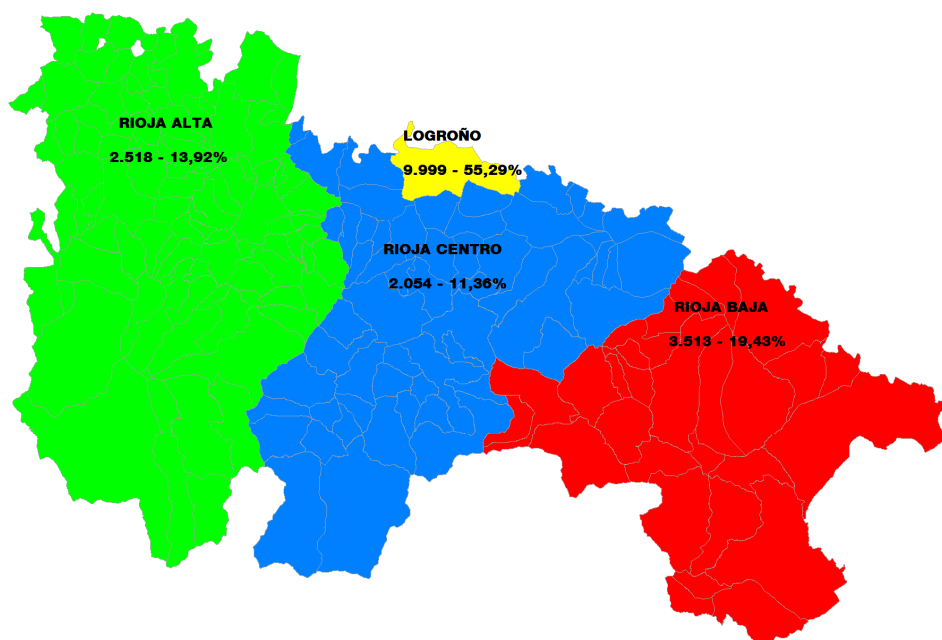 RIOJA ALTA
2.518 - 13,92%
LOGROÑO
9.999 - 55,29%
RIOJA CENTRO
2.054 - 11,36%
RIOJA BAJA
3.513 - 19,43%